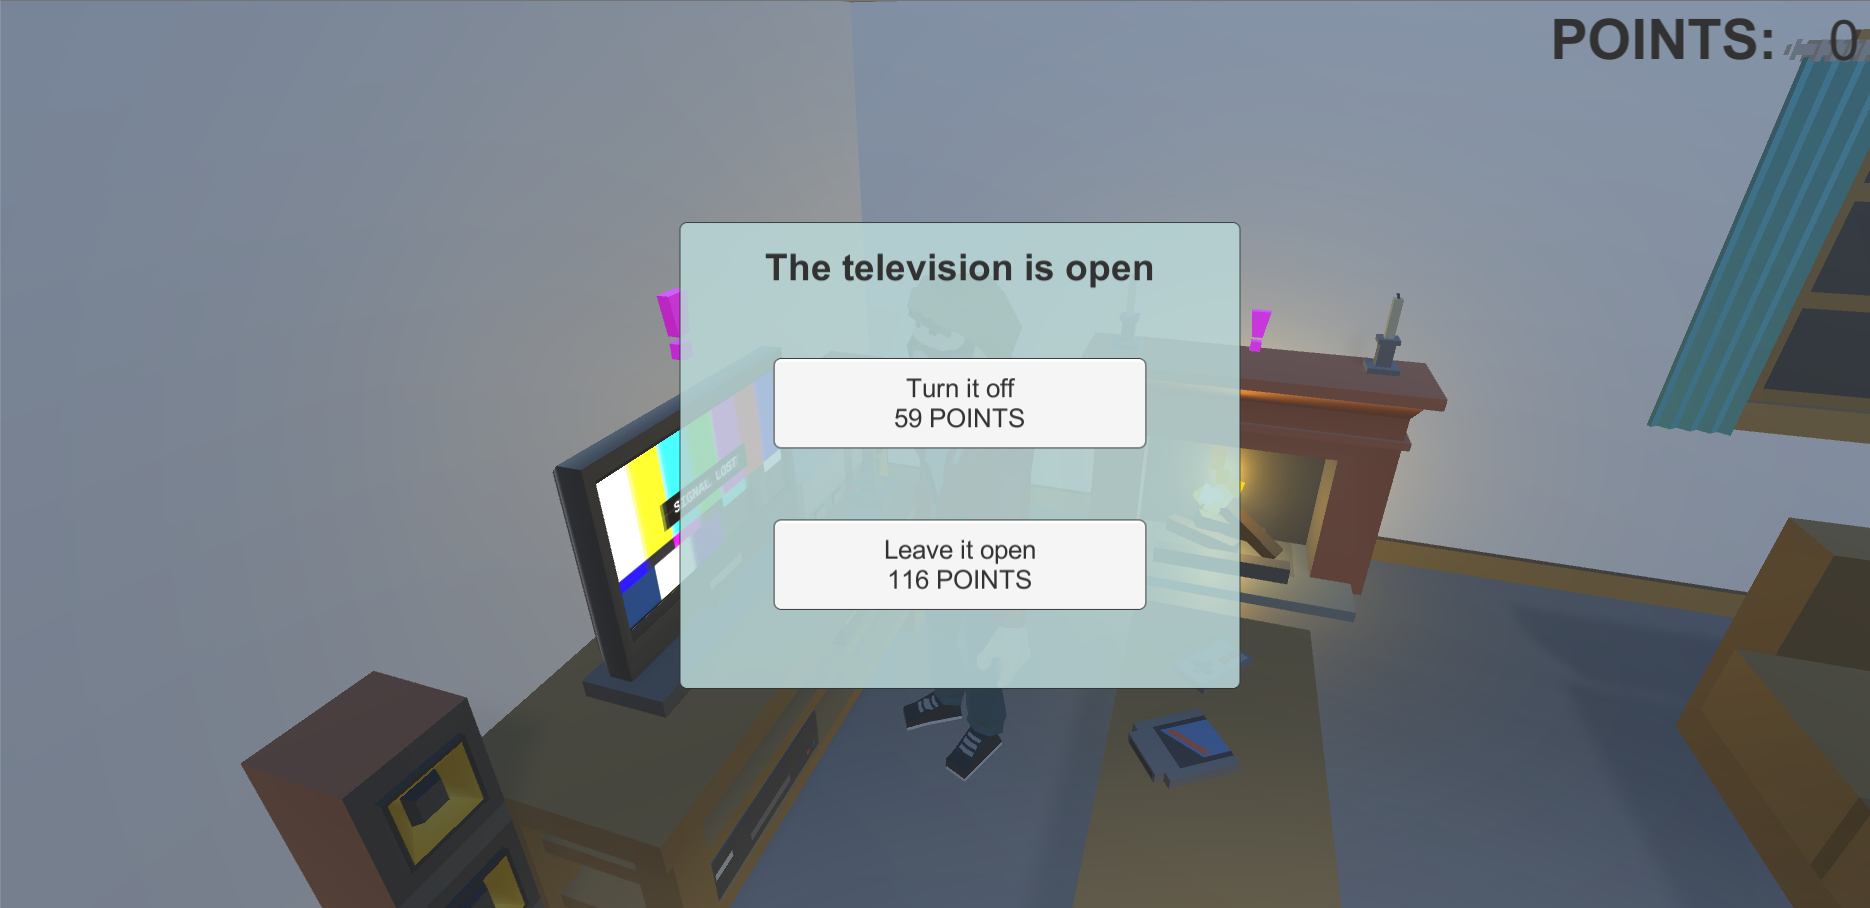 POINTS: 0
The television is open
Turn it off
59 POINTS
SIGNAL LOST
Leave it open
116 POINTS